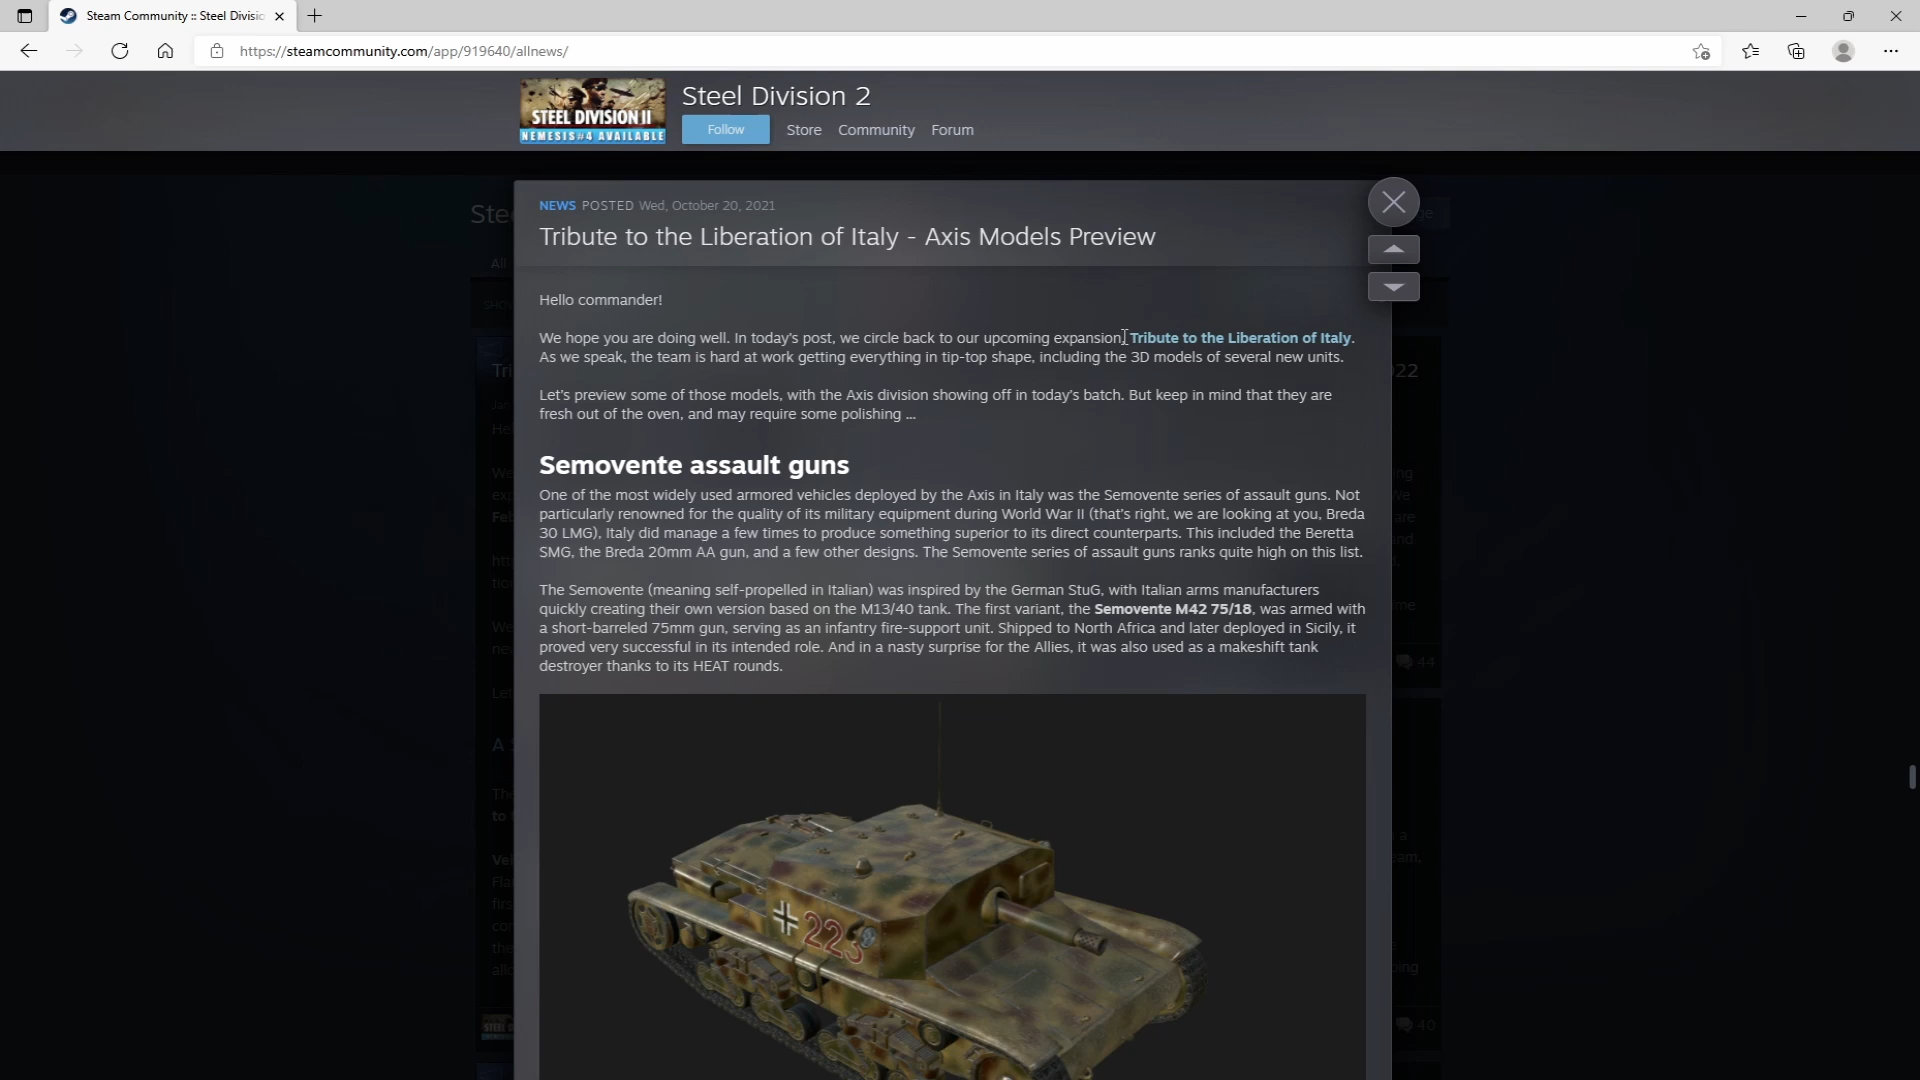 Steam Community :: Steel Divisio
https://steamcommunity.com/app/919640/allnews/
STEEL DIVISION II
NEMESIS#4 AVAILABLE
Steel Division 2
Follow Store Community Forum
NEWS POSTED Wed, October 20, 2021
Tribute to the Liberation of Italy - Axis Models Preview
Hello commander!
We hope you are doing well. In today's post, we circle back to our upcoming expansion, Tribute to the Liberation of Italy.
As we speak, the team is hard at work getting everything in tip-top shape, including the 3D models of several new units.
Let's preview some of those models, with the Axis division showing off in today's batch. But keep in mind that they are
fresh out of the oven, and may require some polishing ...
Semovente assault guns
One of the most widely used armored vehicles deployed by the Axis in Italy was the Semovente series of assault guns. Not
particularly renowned for the quality of its military equipment during World War II (that's right, we are looking at you, Breda
30 LMG), Italy did manage a few times to produce something superior to its direct counterparts. This included the Beretta
SMG, the Breda 20mm AA gun, and a few other designs. The Semovente series of assault guns ranks quite high on this list.
The Semovente (meaning self-propelled in Italian) was inspired by the German StuG, with Italian arms manufacturers
quickly creating their own version based on the M13/40 tank. The first variant, the Semovente M42 75/18, was armed with
a short-barreled 75mm gun, serving as an infantry fire-support unit. Shipped to North Africa and later deployed in Sicily, it
proved very successful in its intended role. And in a nasty surprise for the Allies, it was also used as a makeshift tank
destroyer thanks to its HEAT rounds.
223
All
44
40